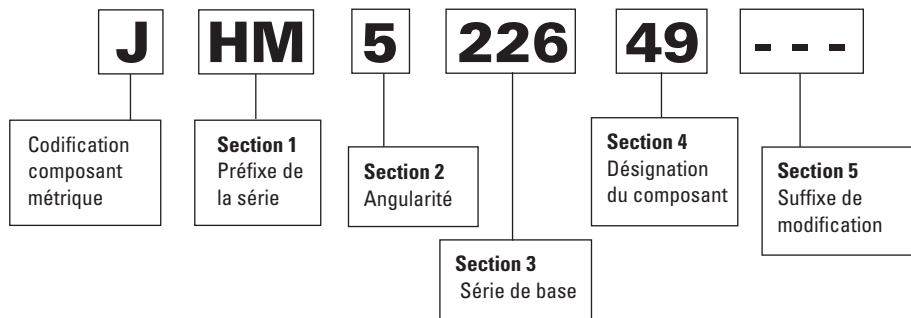 J HM 5 226 49 - - -
Codification
composant
métrique
Section 1
Préfixe de
la série
Section 2
Angularité
Section 3
Série de base
Section 4
Désignation
du composant
Section 5
Suffixe de
modification